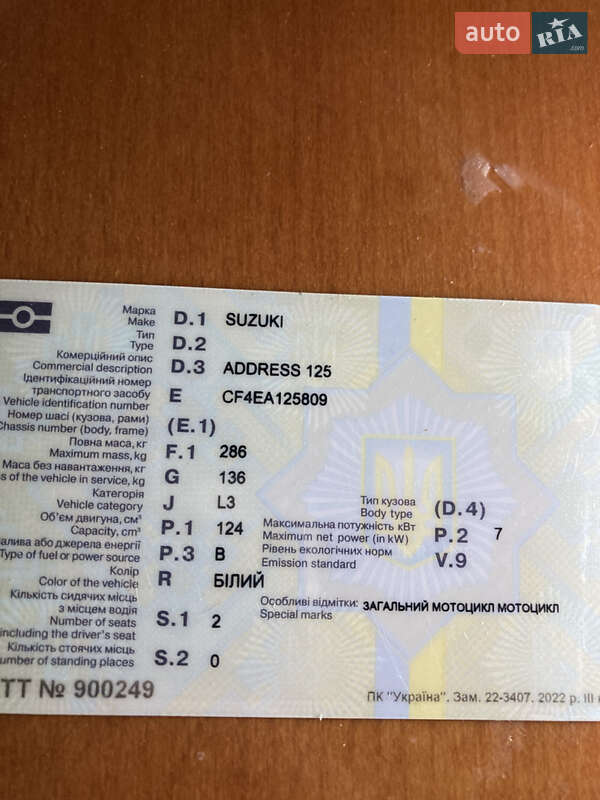 auto RIA .com
Марка
Make D.1 SUZUKI
Тип
Type D.2
Комерційний опис
Commercial description D.3 ADDRESS 125
Ідентифікаційний номер
транспортного засобу
Vehicle identification number E CF4EA125809
Номер шасі (кузова, рами)
Chassis number (body, frame) (E.1)
Повна маса, кг
Maximum mass, kg F.1 286
Маса без навантаження, кг
s of the vehicle in service, kg G 136
Категорія
Vehicle category J L3
Тип кузова
Body type (D.4)
Об'єм двигуна, см³
Capacity, cm³ P.1 124
Максимальна потужність кВт
Maximum net power (in kW) P.2 7
алива або джерела енергії
Type of fuel or power source P.3 B
Рівень екологічних норм
Emission standard V.9
Колір
Color of the vehicle R БІЛИЙ
Кількість сидячих місць
з місцем водія
Number of seats
including the driver's seat S.1 2
Особливі відмітки: ЗАГАЛЬНИЙ МОТОЦИКЛ МОТОЦИКЛ
Special marks
Кількість стоячих місць
umber of standing places S.2 0
ТТ № 900249
ПК "Україна". Зам. 22-3407. 2022 р. III